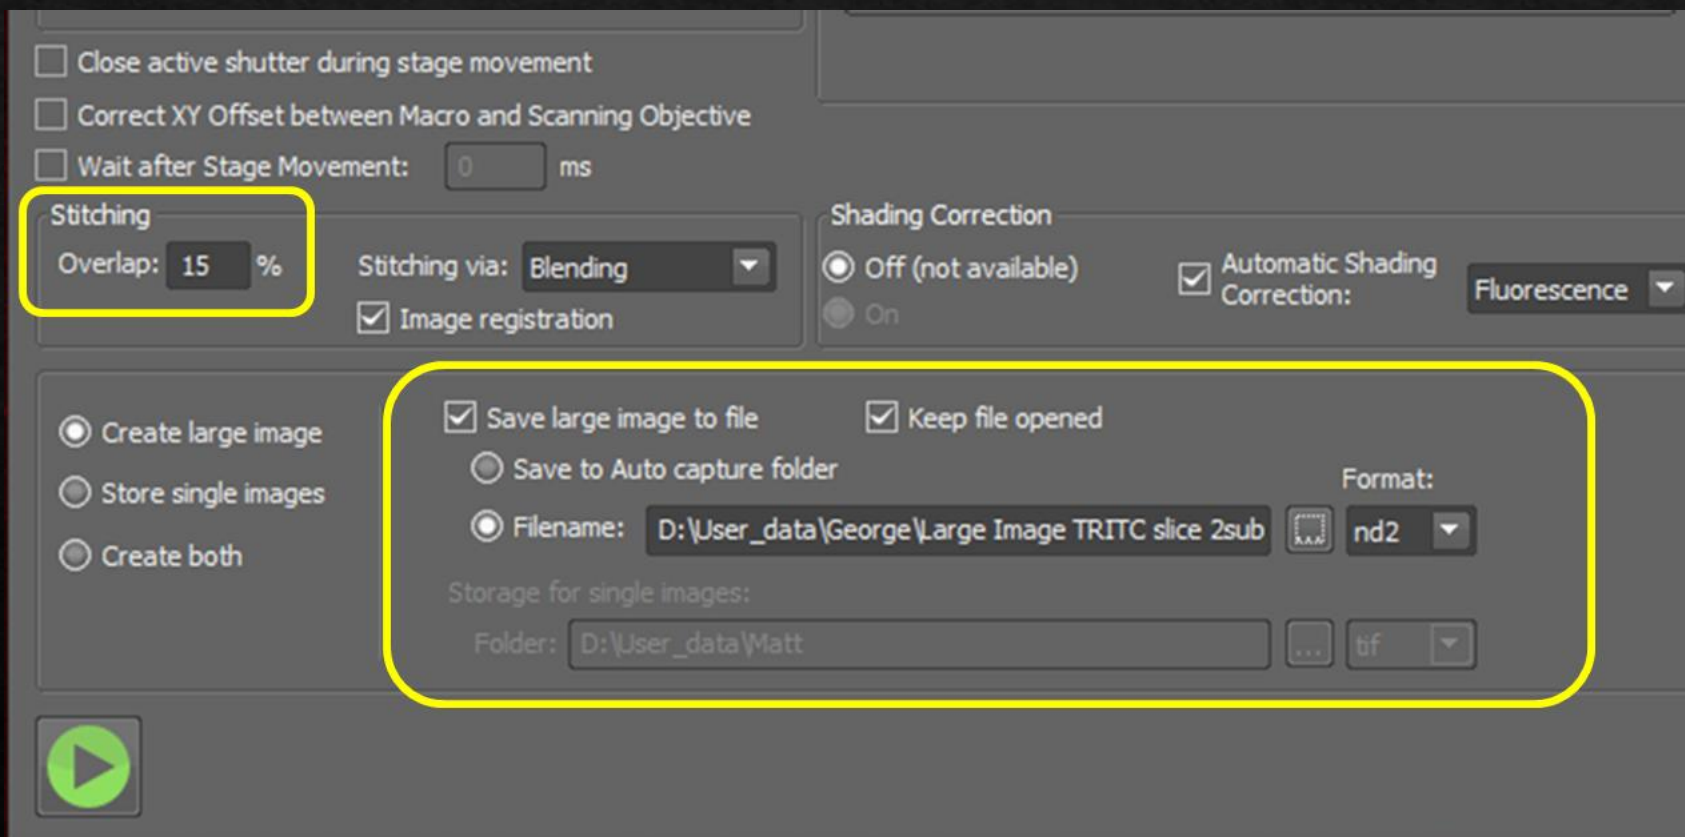 Close active shutter during stage movement
Correct XY Offset between Macro and Scanning Objective
Wait after Stage Movement: 0 ms
Stitching
Overlap: 15 %
Stitching via: Blending
Image registration
Shading Correction
Off (not available)
On
Automatic Shading
Correction:
Fluorescence
Create large image
Store single images
Create both
Save large image to file
Keep file opened
Save to Auto capture folder
Format:
Filename: D:\User_data\George\Large Image TRITC slice 2sub ... nd2
Storage for single images:
Folder: D:\User_data\Matt ... tif